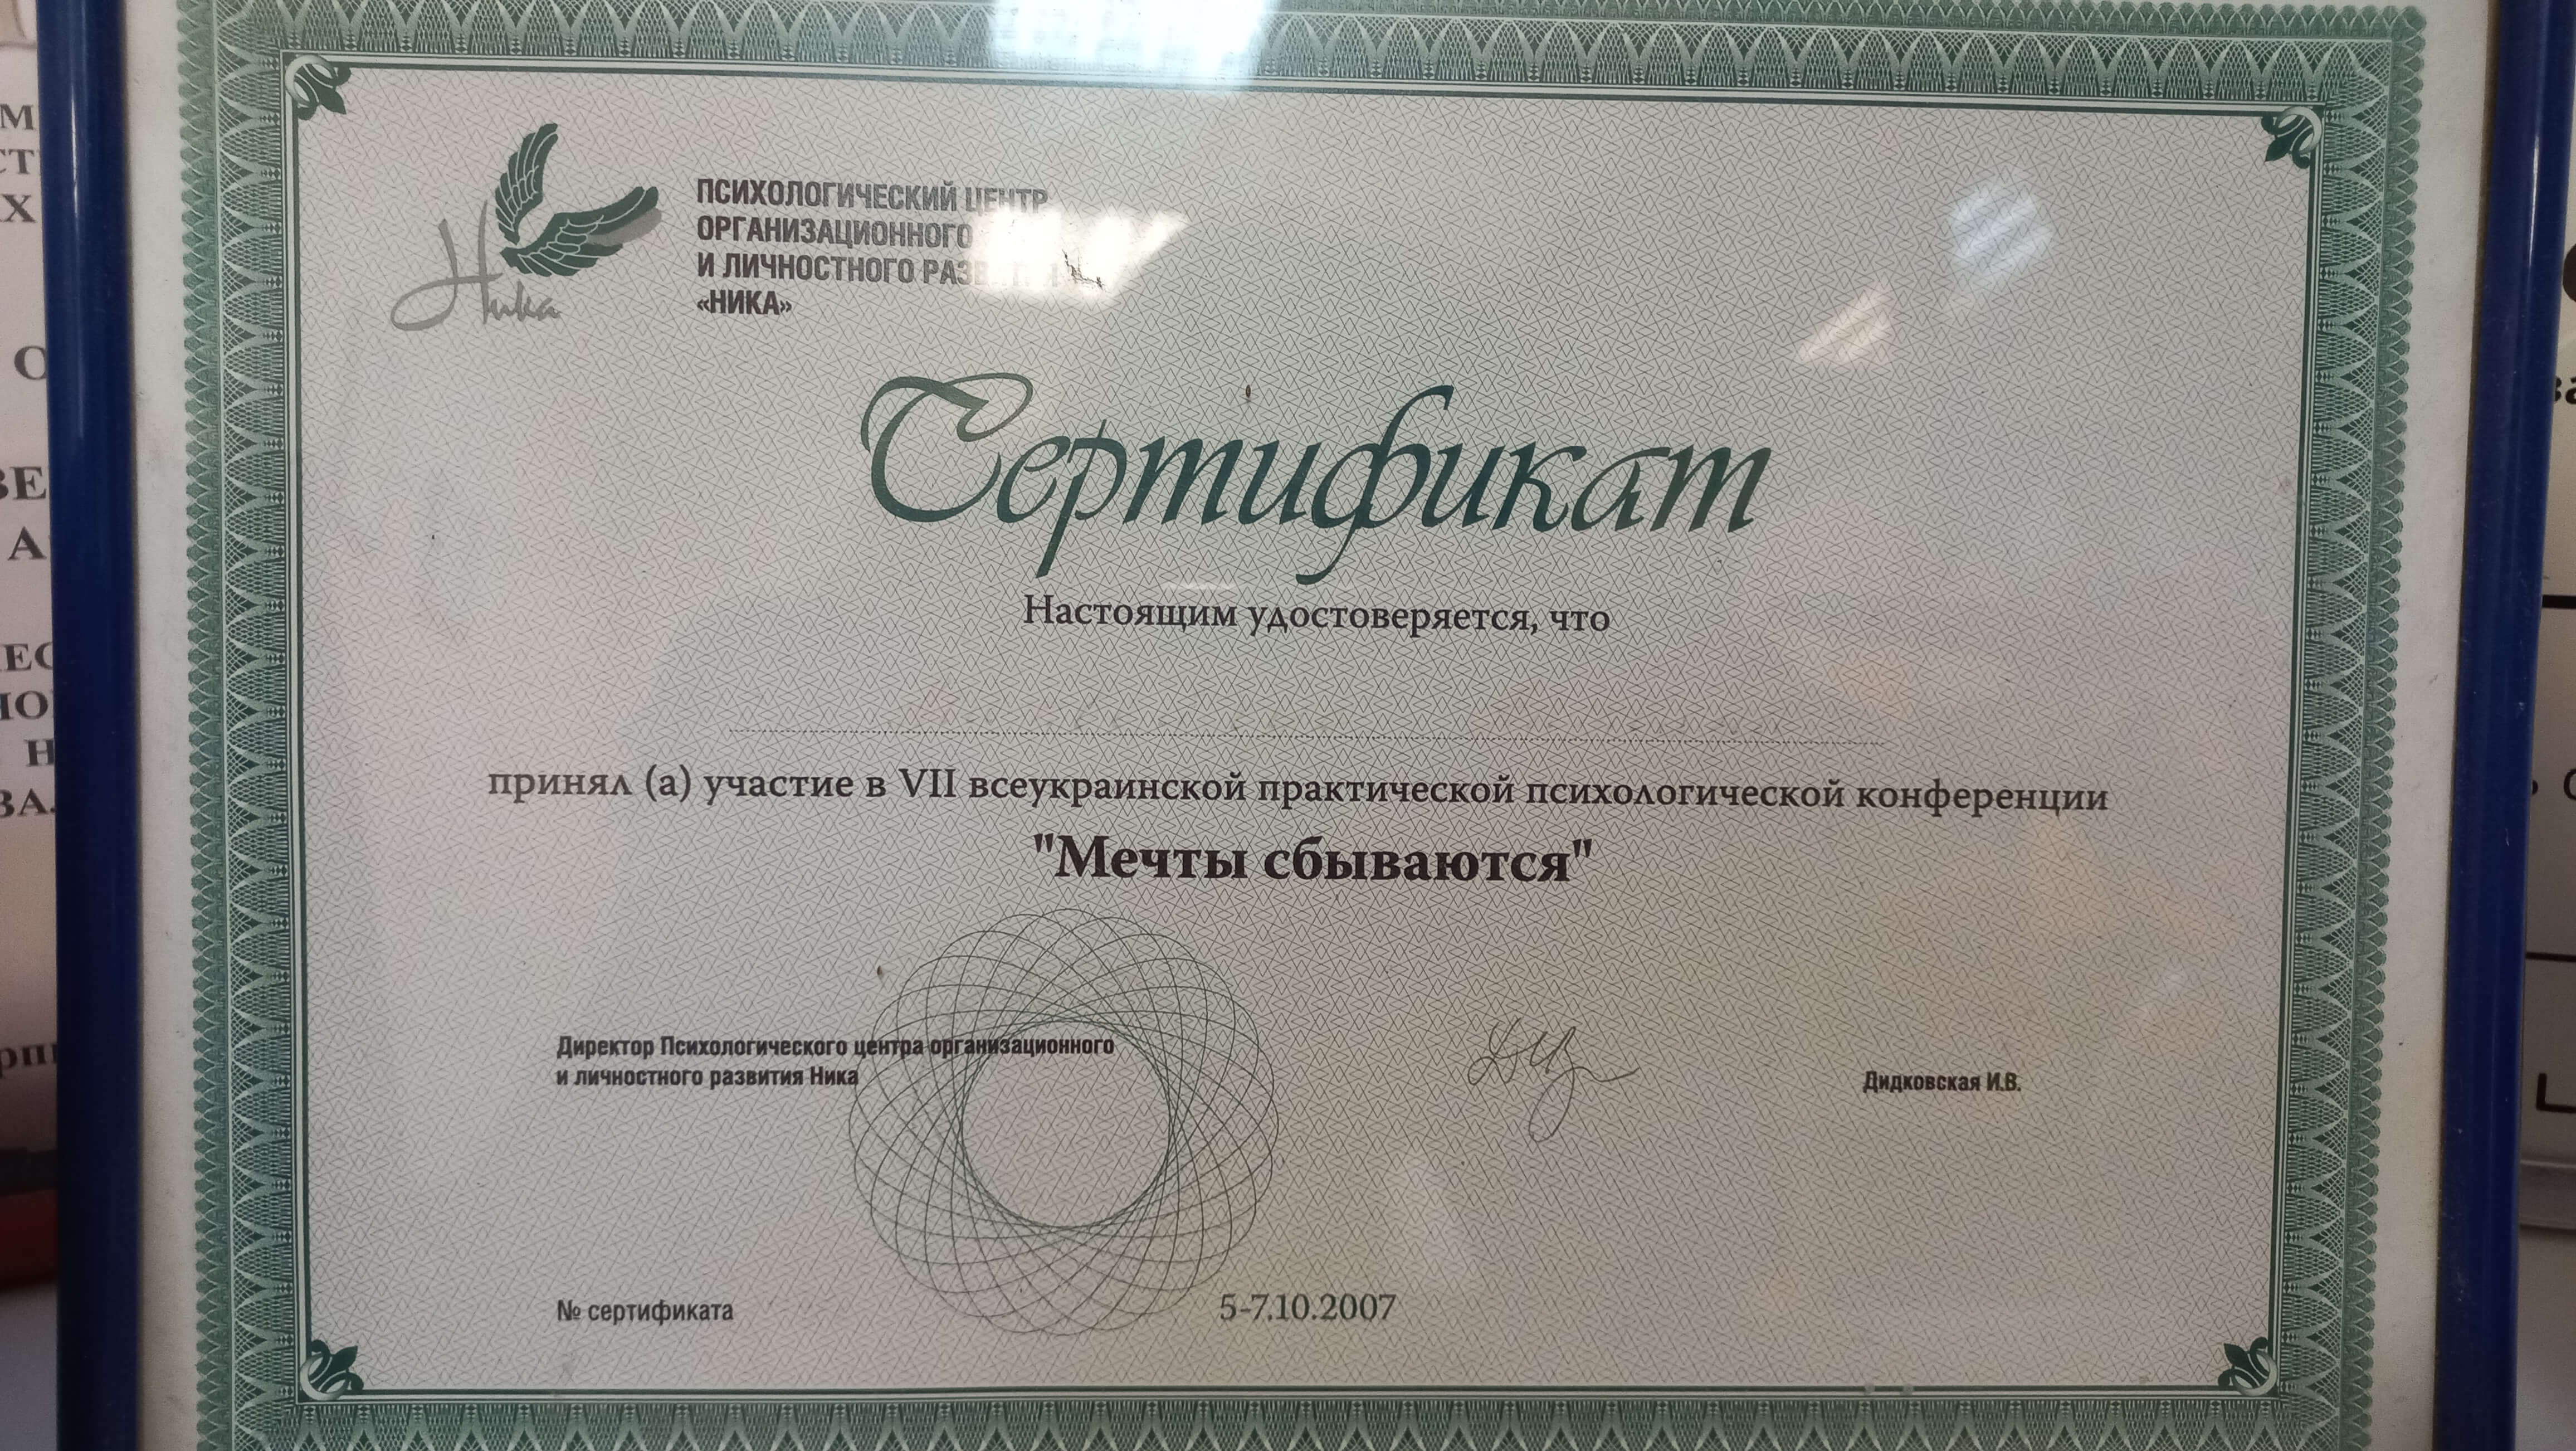 Ника
ПСИХОЛОГИЧЕСКИЙ ЦЕНТР
ОРГАНИЗАЦИОННОГО
И ЛИЧНОСТНОГО
«НИКА»
Сертификат
Настоящим удостоверяется, что
принял (а) участие в VII всеукраинской практической психологической конференции
"Мечты сбываются"
Директор Психологического центра организационного
и личностного развития Ника
Дидковская И.В.
№ сертификата
5-7.10.2007